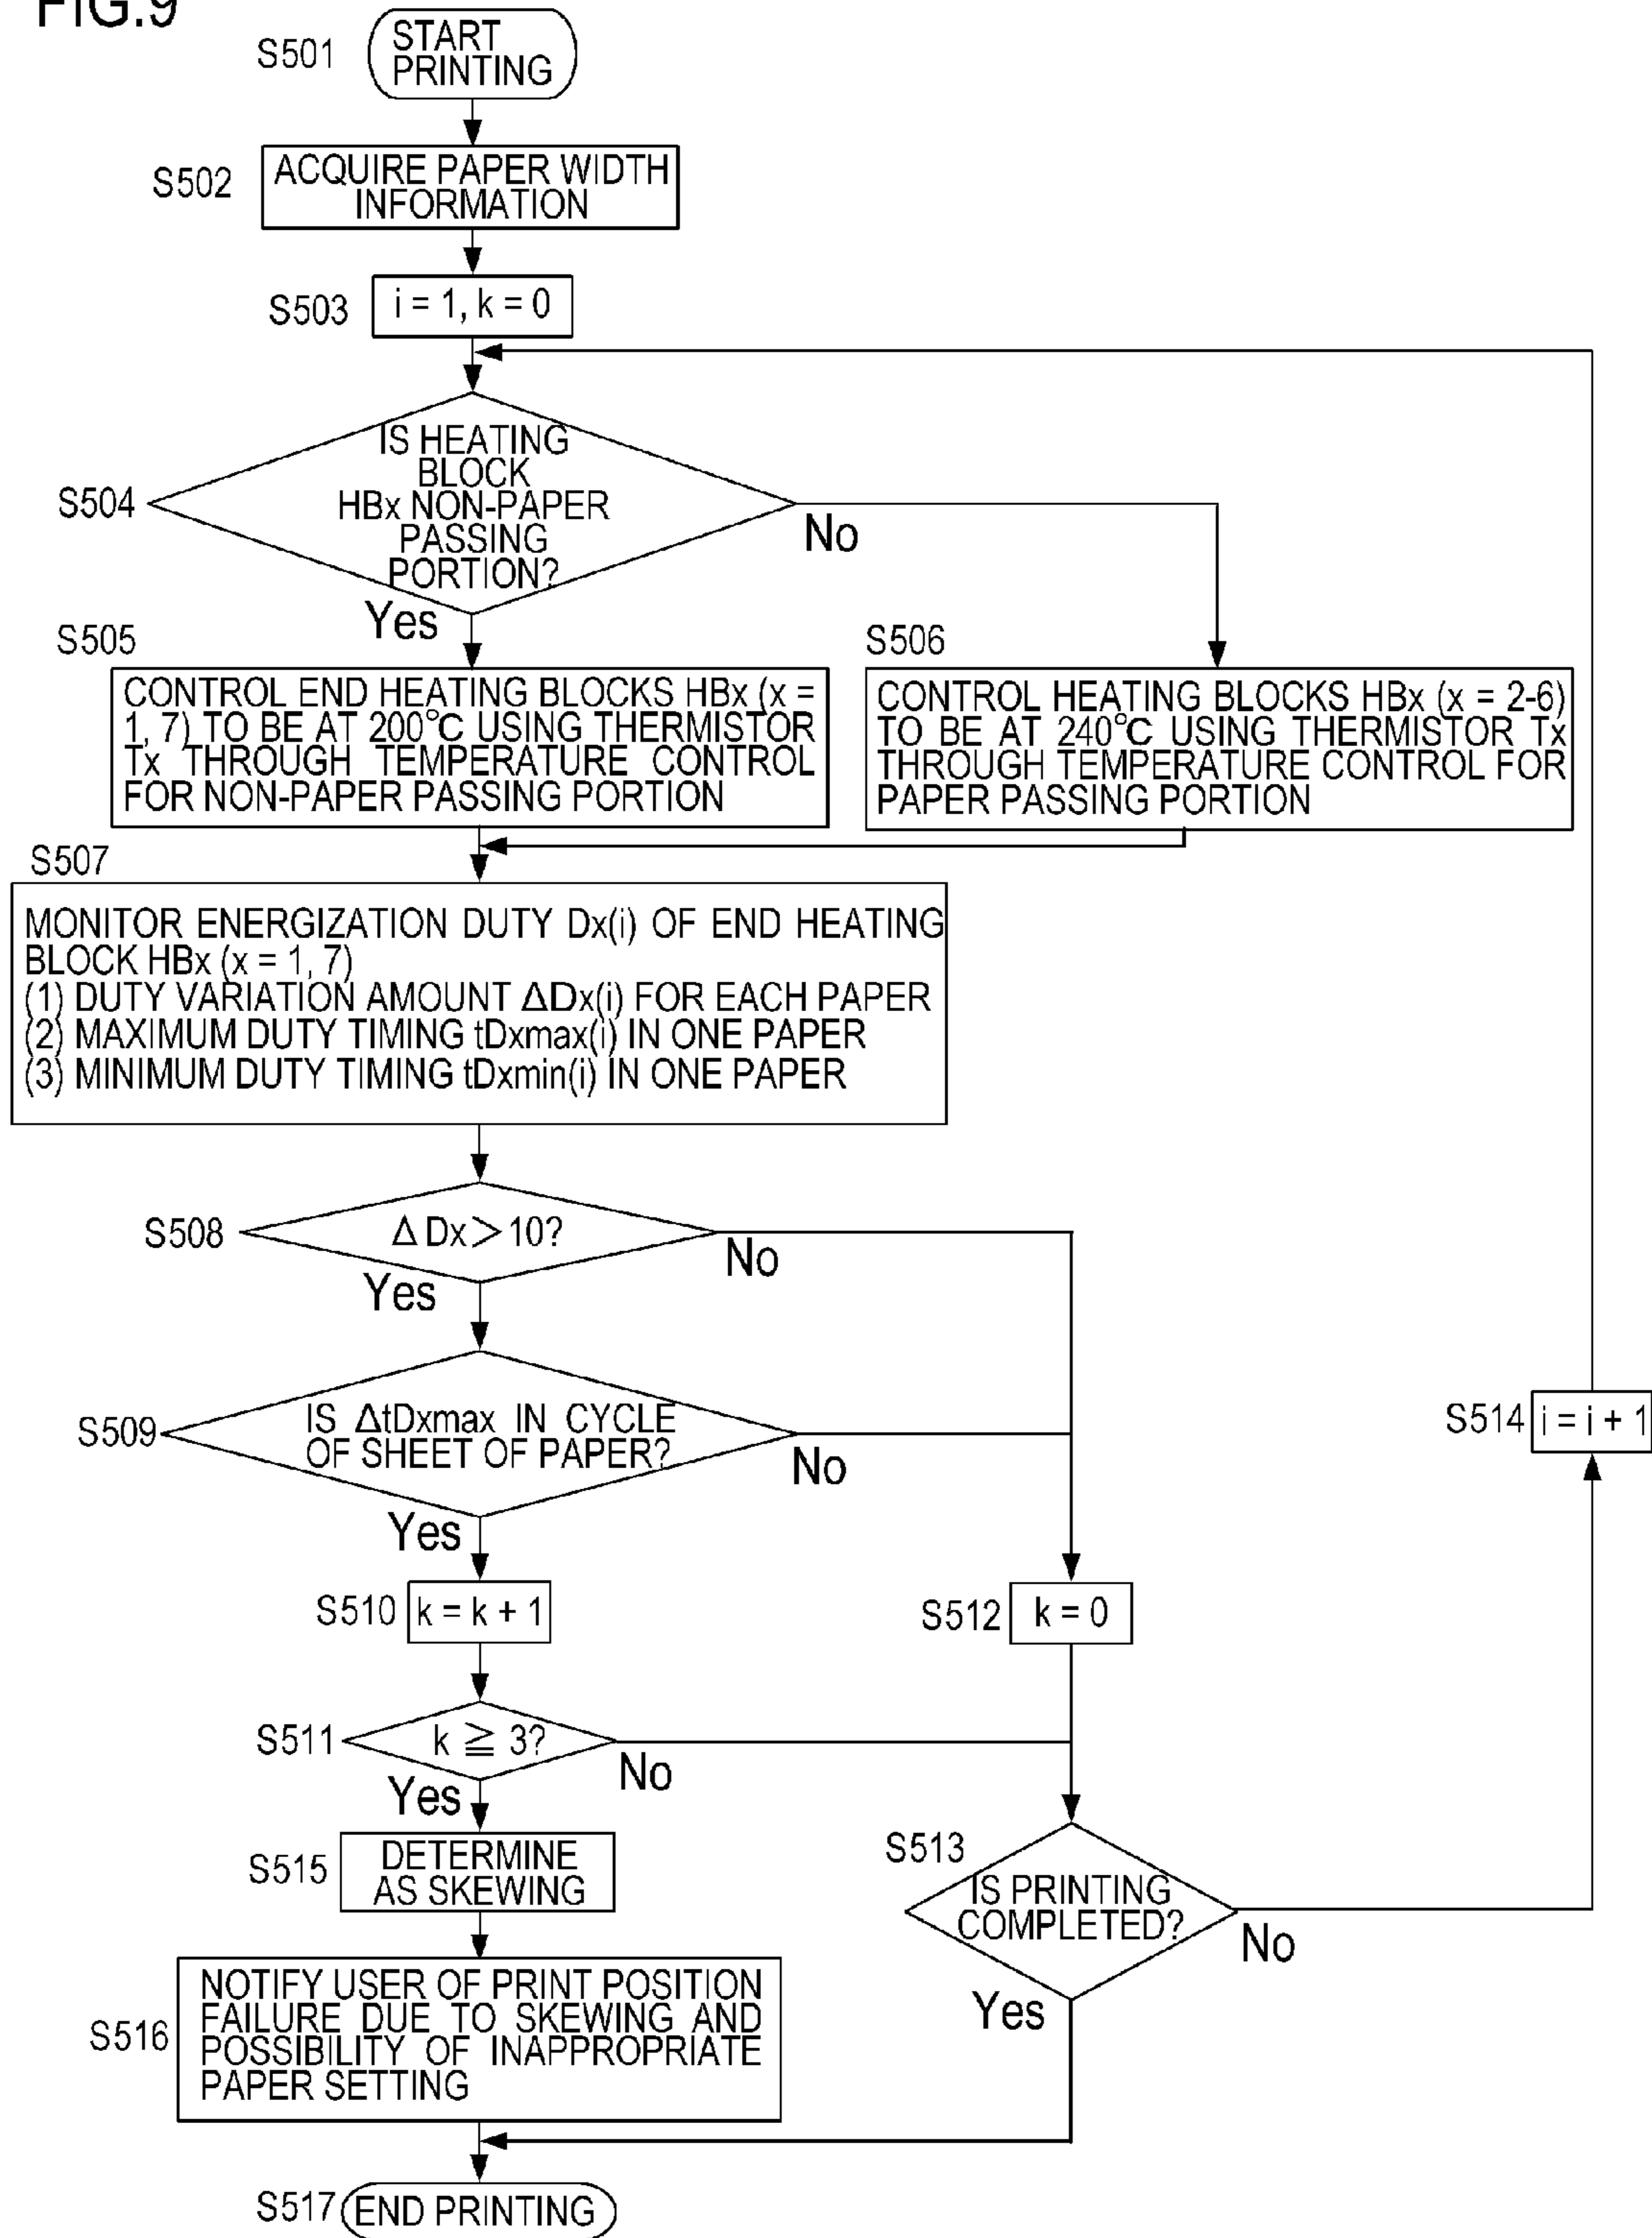 FIG.9
S501
START
PRINTING
S502
ACQUIRE PAPER WIDTH
INFORMATION
S503
i = 1, k = 0
S504
IS HEATING
BLOCK
HBx NON-PAPER
PASSING
PORTION?
No
Yes
S505
CONTROL END HEATING BLOCKS HBx (x =
1, 7) TO BE AT 200°C USING THERMISTOR
Tx THROUGH TEMPERATURE CONTROL
FOR NON-PAPER PASSING PORTION
S506
CONTROL HEATING BLOCKS HBx (x = 2-6)
TO BE AT 240°C USING THERMISTOR Tx
THROUGH TEMPERATURE CONTROL FOR
PAPER PASSING PORTION
S507
MONITOR ENERGIZATION DUTY Dx(i) OF END HEATING
BLOCK HBx (x = 1, 7)
(1) DUTY VARIATION AMOUNT ΔDx(i) FOR EACH PAPER
(2) MAXIMUM DUTY TIMING tDxmax(i) IN ONE PAPER
(3) MINIMUM DUTY TIMING tDxmin(i) IN ONE PAPER
S508
Δ Dx＞10?
No
Yes
S509
IS ΔtDxmax IN CYCLE
OF SHEET OF PAPER?
No
Yes
S514
i = i + 1
S510
k = k + 1
S512
k = 0
S511
k ≧ 3?
No
Yes
S515
DETERMINE
AS SKEWING
S513
IS PRINTING
COMPLETED?
No
Yes
S516
NOTIFY USER OF PRINT POSITION
FAILURE DUE TO SKEWING AND
POSSIBILITY OF INAPPROPRIATE
PAPER SETTING
S517
END PRINTING